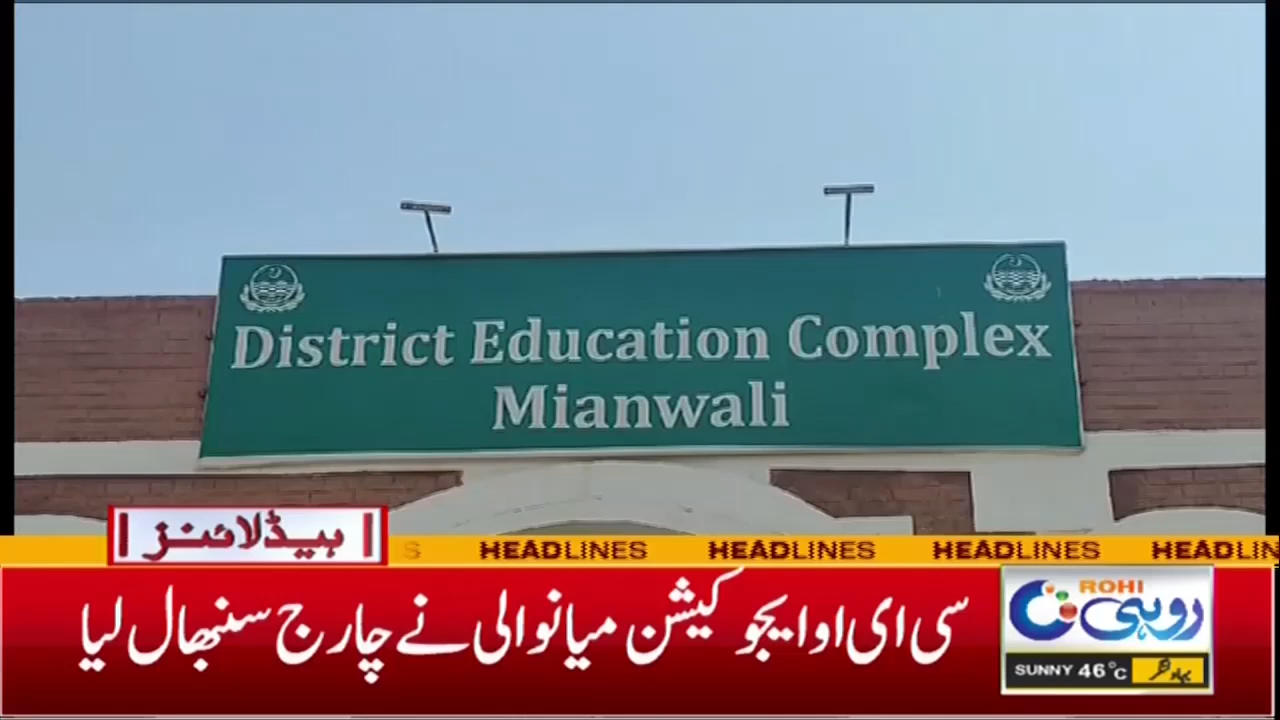 District Education Complex
Mianwali
ہیڈلائنز
HEADLINES HEADLINES HEADLINES HEADLIN
سی ای او ایجوکیشن میانوالی نے چارج سنبھال لیا
ROHI
روہی
SUNNY 46°C
بہاولنگر